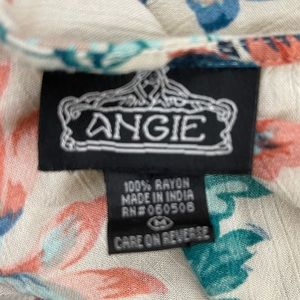 ANGIE
100% RAYON
MADE IN INDIA
RN#060508
M
CARE ON REVERSE